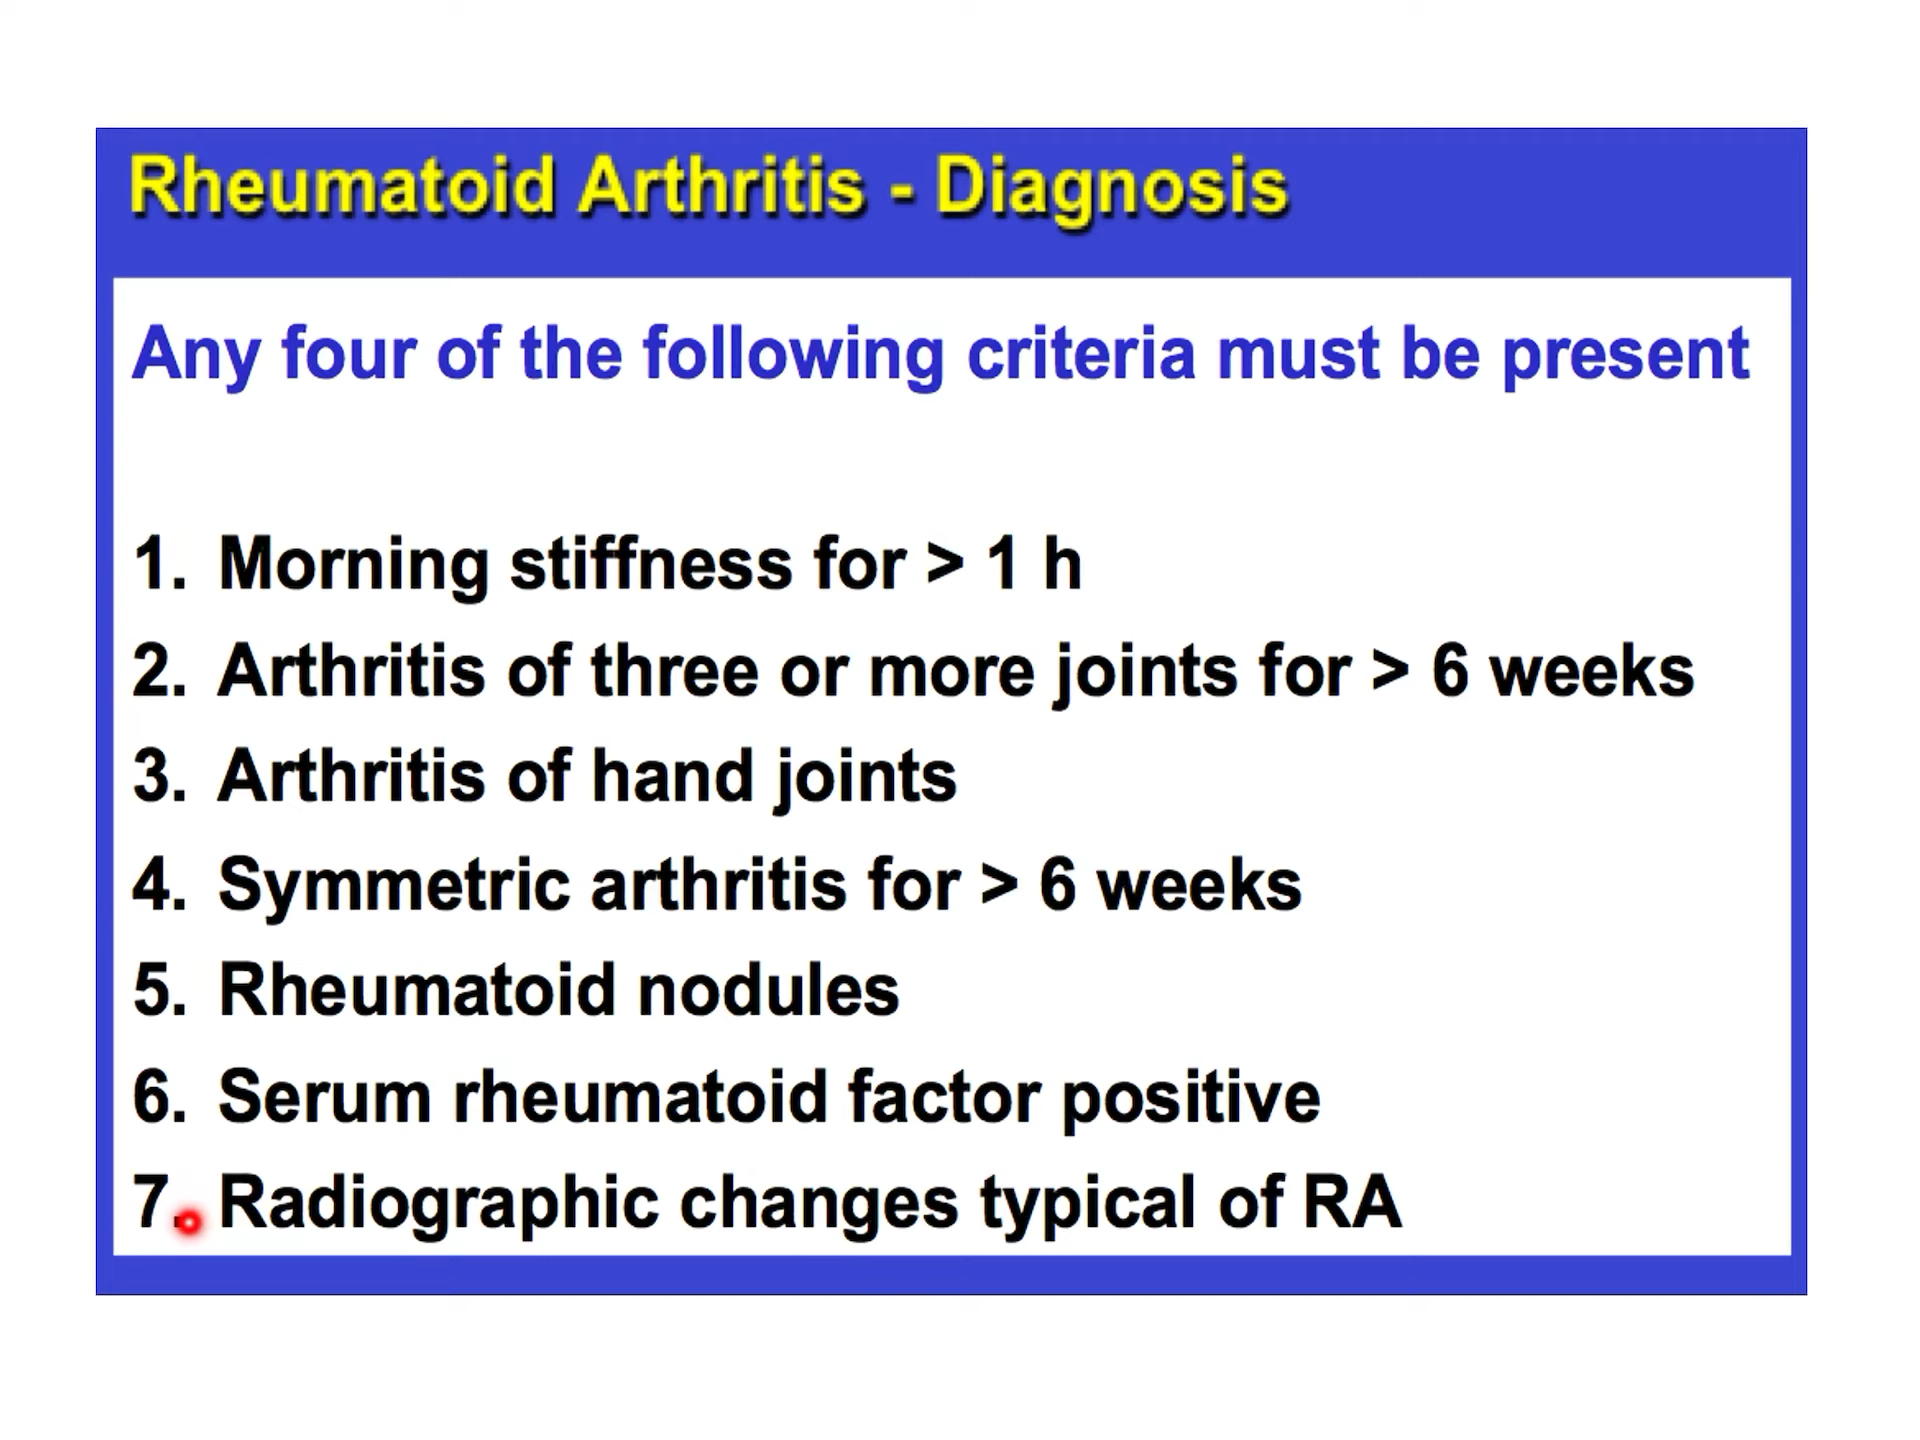 Rheumatoid Arthritis - Diagnosis
Any four of the following criteria must be present
1. Morning stiffness for > 1 h
2. Arthritis of three or more joints for > 6 weeks
3. Arthritis of hand joints
4. Symmetric arthritis for > 6 weeks
5. Rheumatoid nodules
6. Serum rheumatoid factor positive
7. Radiographic changes typical of RA